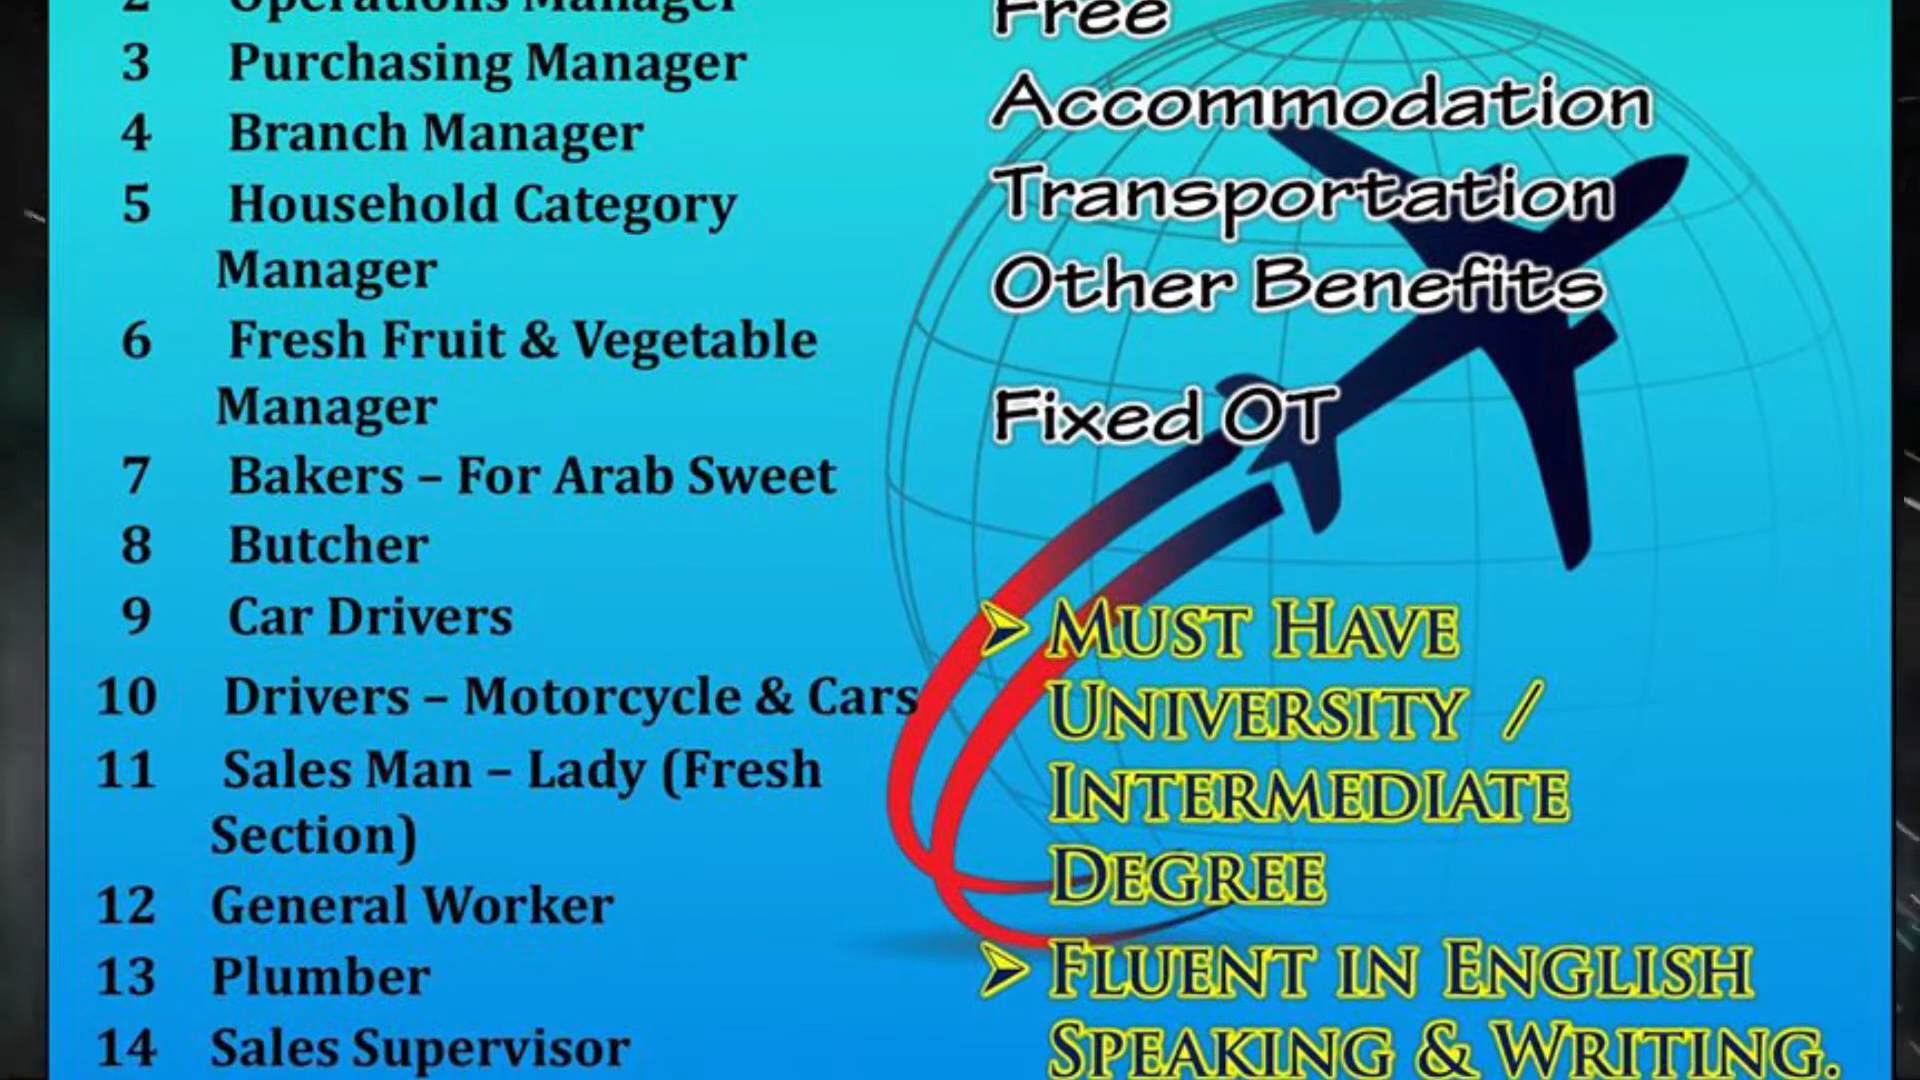 2 Operations Manager
3 Purchasing Manager
4 Branch Manager
5 Household Category
Manager
6 Fresh Fruit & Vegetable
Manager
7 Bakers – For Arab Sweet
8 Butcher
9 Car Drivers
10 Drivers – Motorcycle & Cars
11 Sales Man – Lady (Fresh
Section)
12 General Worker
13 Plumber
14 Sales Supervisor
Free
Accommodation
Transportation
Other Benefits
Fixed OT
➢ MUST HAVE
UNIVERSITY /
INTERMEDIATE
DEGREE
➢ FLUENT IN ENGLISH
SPEAKING & WRITING.